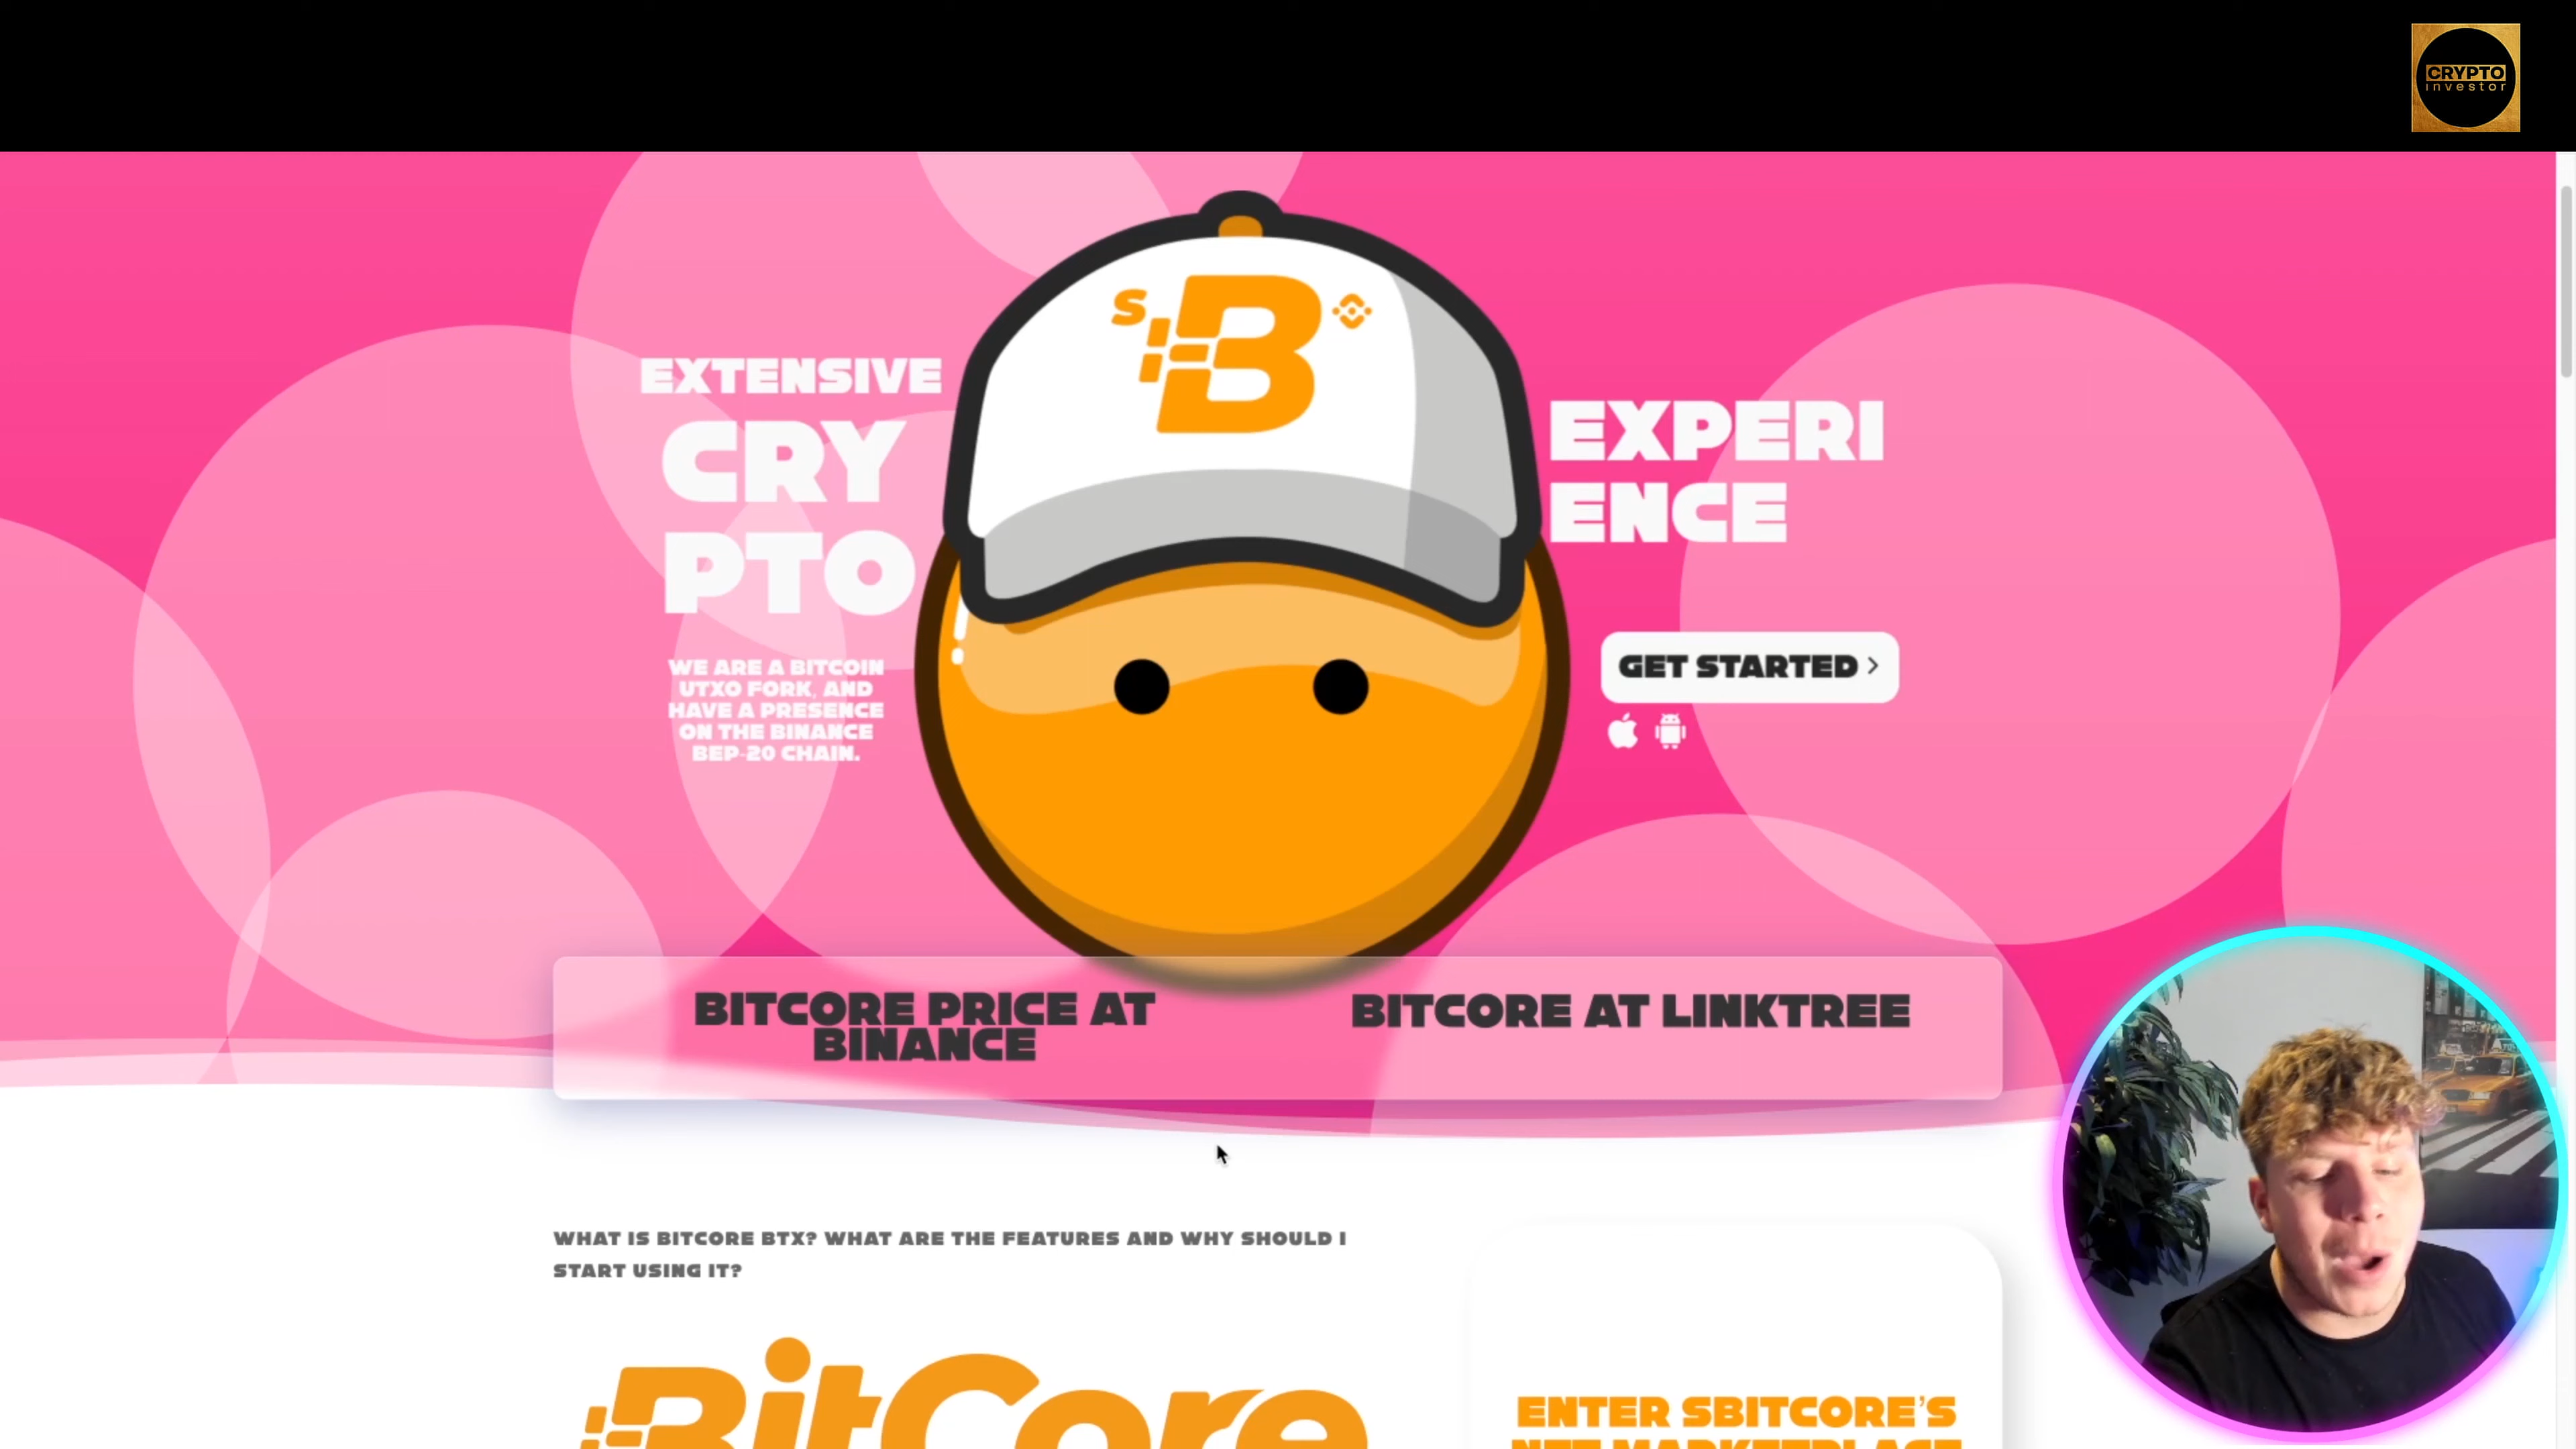 CRYPTO
investor
EXTENSIVE
CRY
PTO
WE ARE A BITCOIN
UTXO FORK, AND
HAVE A PRESENCE
ON THE BINANCE
BEP-20 CHAIN.
S B
EXPERI
ENCE
GET STARTED >
BITCORE PRICE AT
BINANCE
BITCORE AT LINKTREE
WHAT IS BITCORE BTX? WHAT ARE THE FEATURES AND WHY SHOULD I
START USING IT?
BitCore
ENTER SBITCORE'S
NFT MARKETPLACE